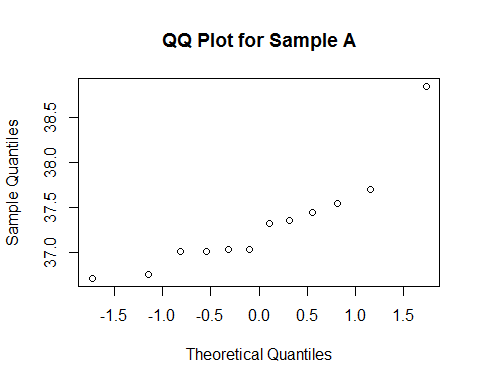 QQ Plot for Sample A
Sample Quantiles
38.5
38.0
37.5
37.0
-1.5 -1.0 -0.5 0.0 0.5 1.0 1.5
Theoretical Quantiles